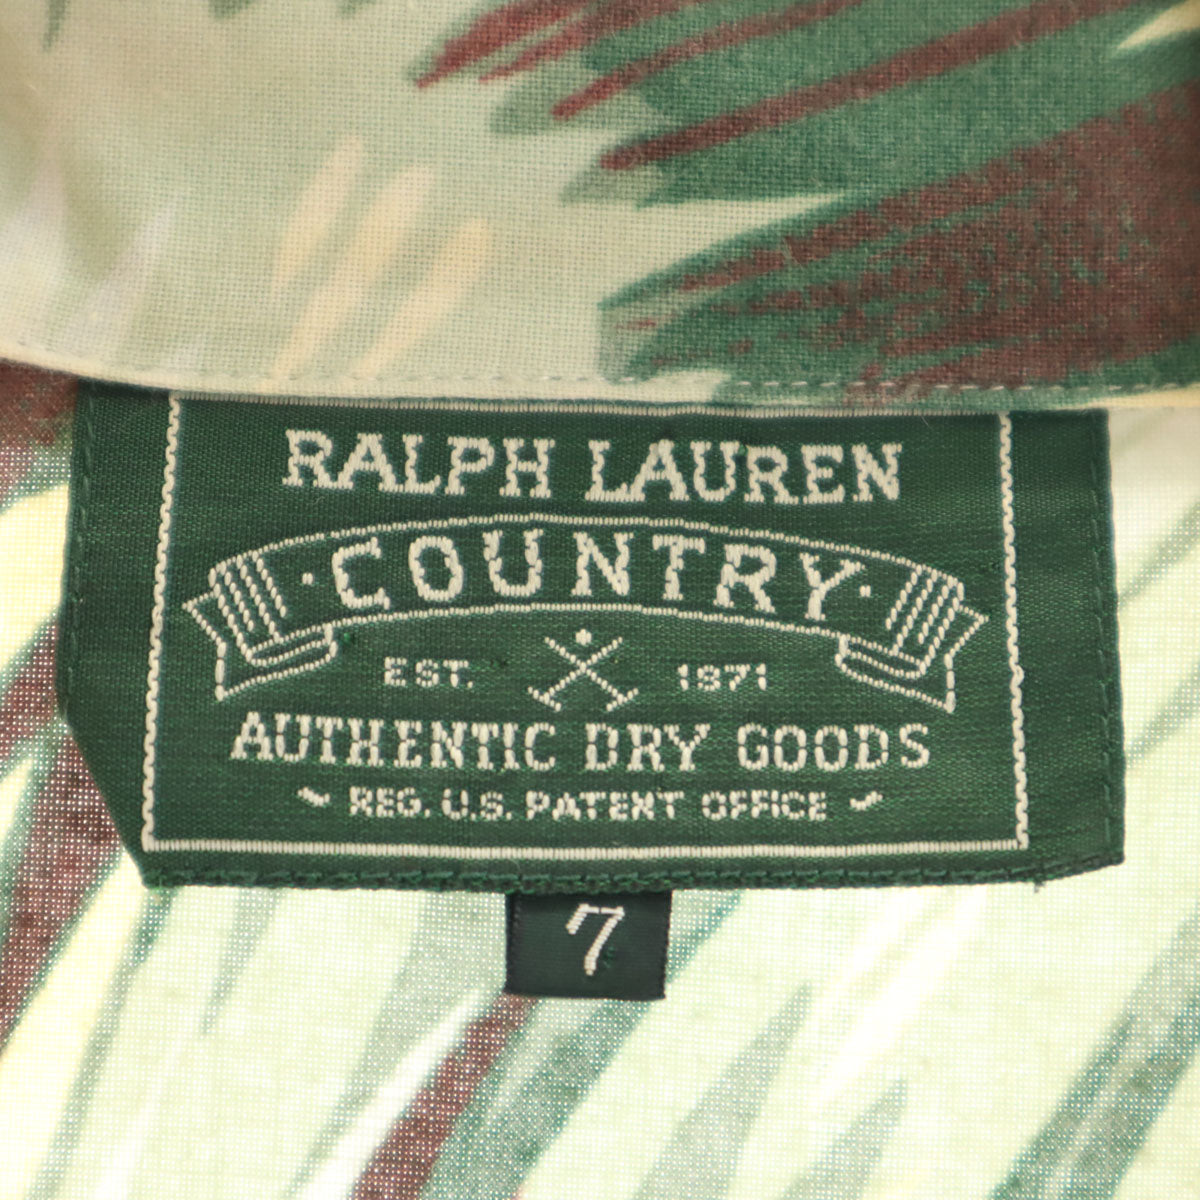 RALPH LAUREN
· COUNTRY ·
EST. 1971
AUTHENTIC DRY GOODS
~ REG. U.S. PATENT OFFICE ~
7